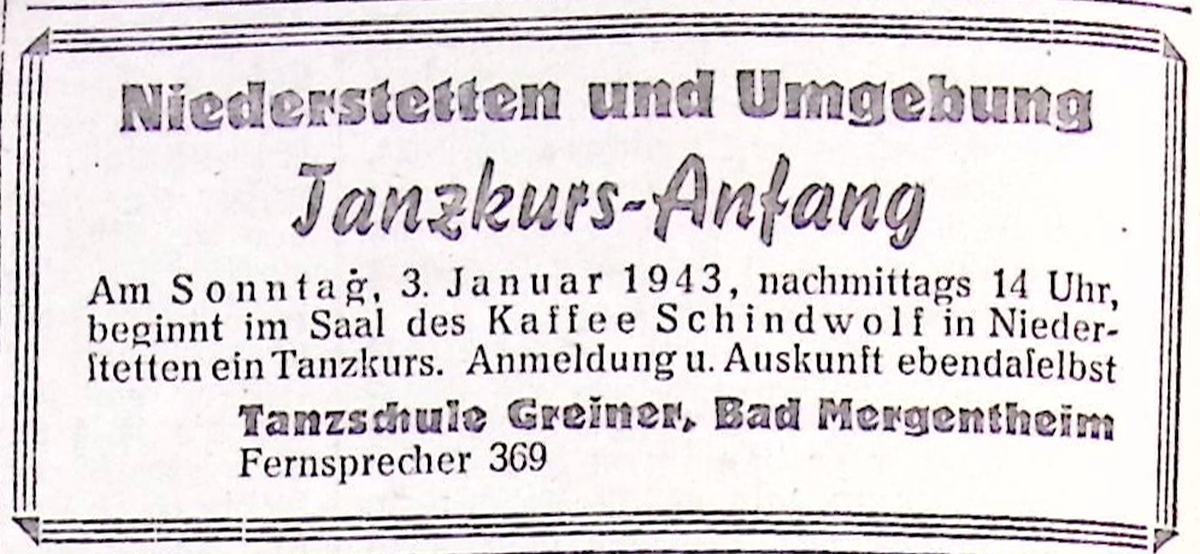 Niederstetten und Umgebung
Tanzkurs-Anfang
Am Sonntag, 3. Januar 1943, nachmittags 14 Uhr,
beginnt im Saal des Kaffee Schindwolf in Nieder-
ſtetten ein Tanzkurs. Anmeldung u. Auskunft ebendaſelbst
Tanzschule Greiner, Bad Mergentheim
Fernsprecher 369